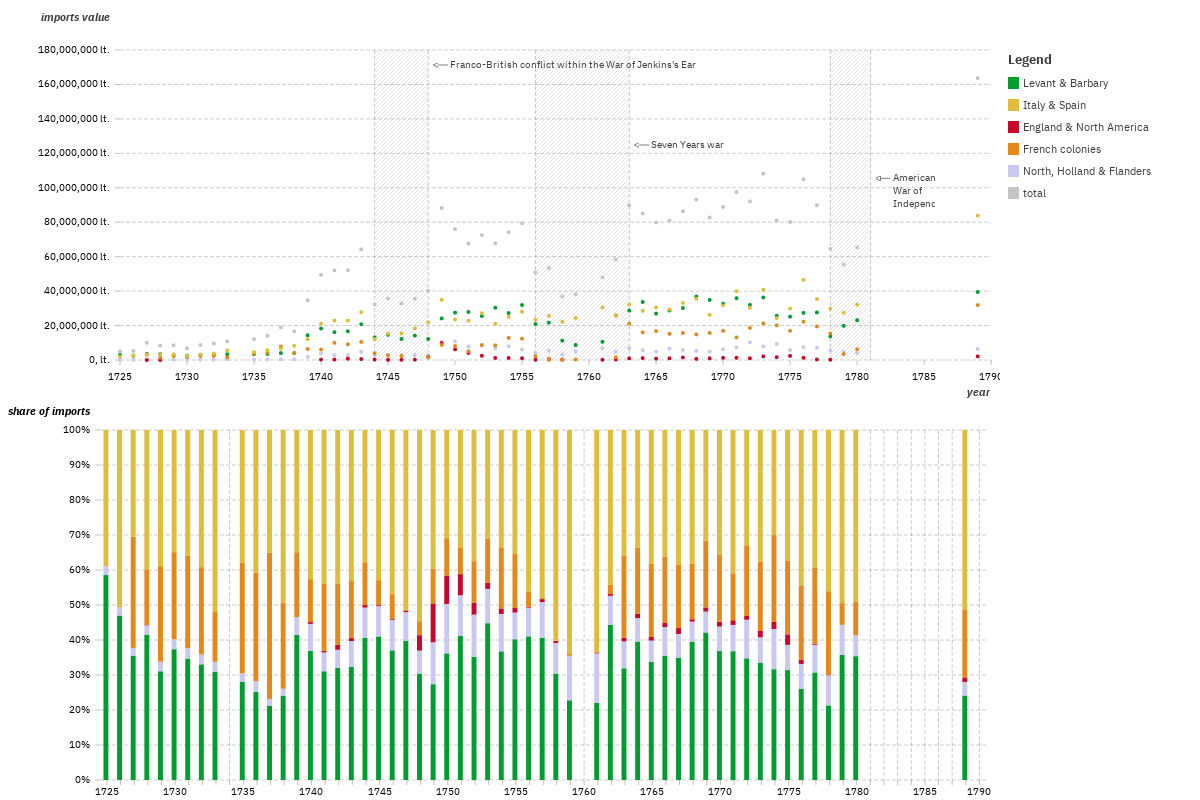 imports value
180,000,000 lt.
160,000,000 lt.
140,000,000 lt.
120,000,000 lt.
100,000,000 lt.
80,000,000 lt.
60,000,000 lt.
40,000,000 lt.
20,000,000 lt.
0, lt.
Franco-British conflict within the War of Jenkins's Ear
Seven Years war
American
War of
Independc
1725 1730 1735 1740 1745 1750 1755 1760 1765 1770 1775 1780 1785 1790
year
Legend
Levant & Barbary
Italy & Spain
England & North America
French colonies
North, Holland & Flanders
total
share of imports
100%
90%
80%
70%
60%
50%
40%
30%
20%
10%
0%
1725 1730 1735 1740 1745 1750 1755 1760 1765 1770 1775 1780 1785 1790